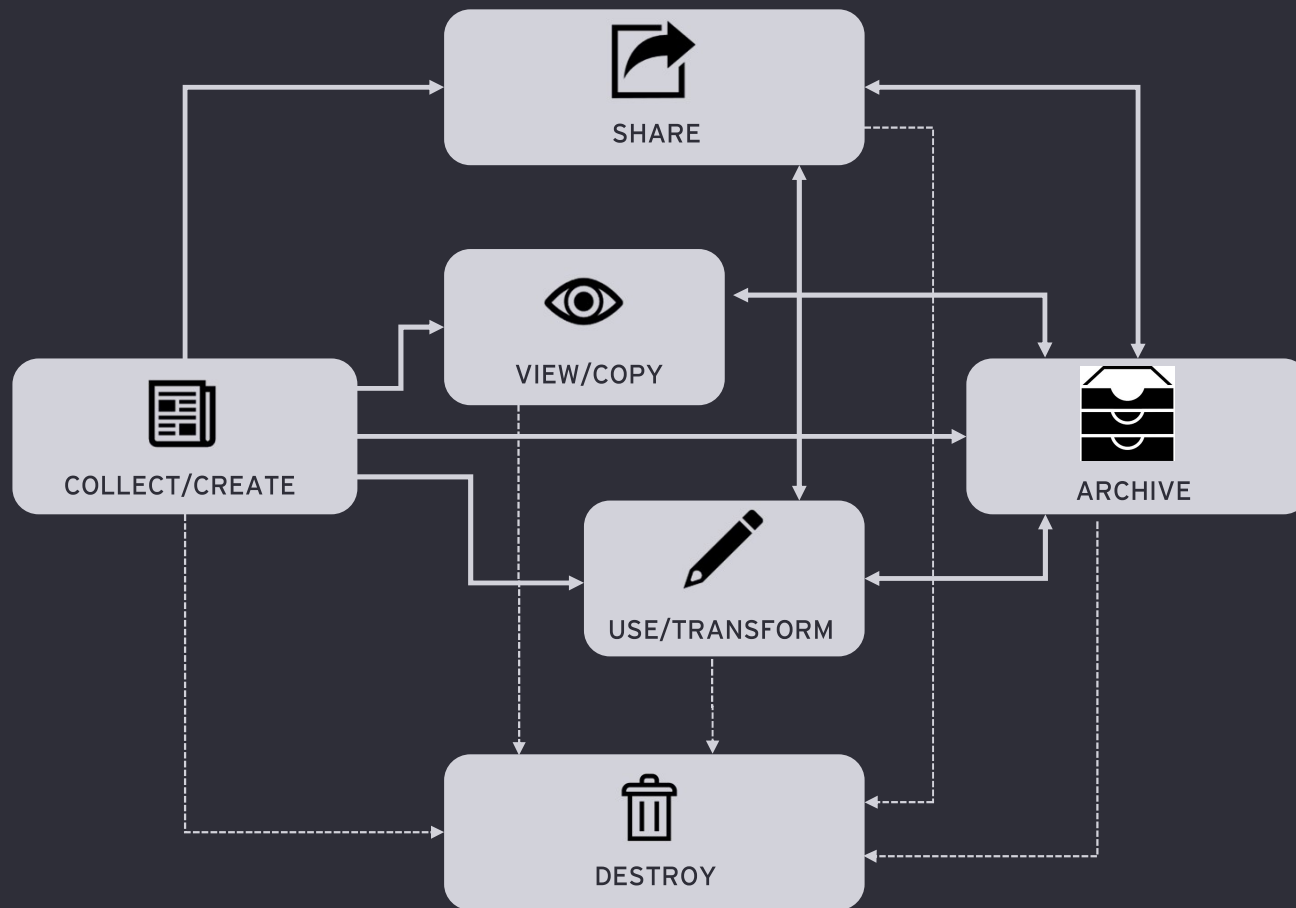 SHARE
VIEW/COPY
COLLECT/CREATE
ARCHIVE
USE/TRANSFORM
DESTROY